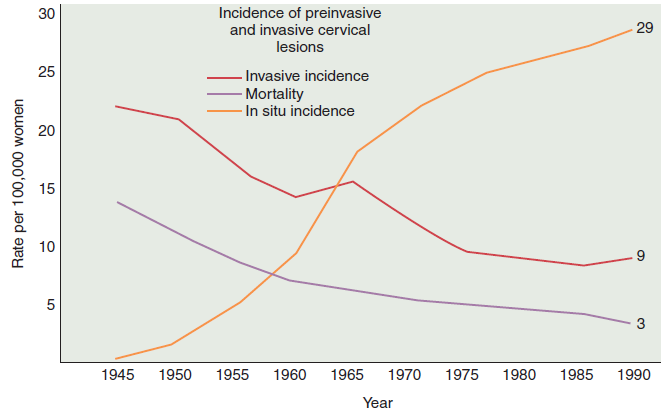 Incidence of preinvasive
and invasive cervical
lesions
Invasive incidence
Mortality
In situ incidence
Rate per 100,000 women
30
25
20
15
10
5
29
9
3
1945 1950 1955 1960 1965 1970 1975 1980 1985 1990
Year